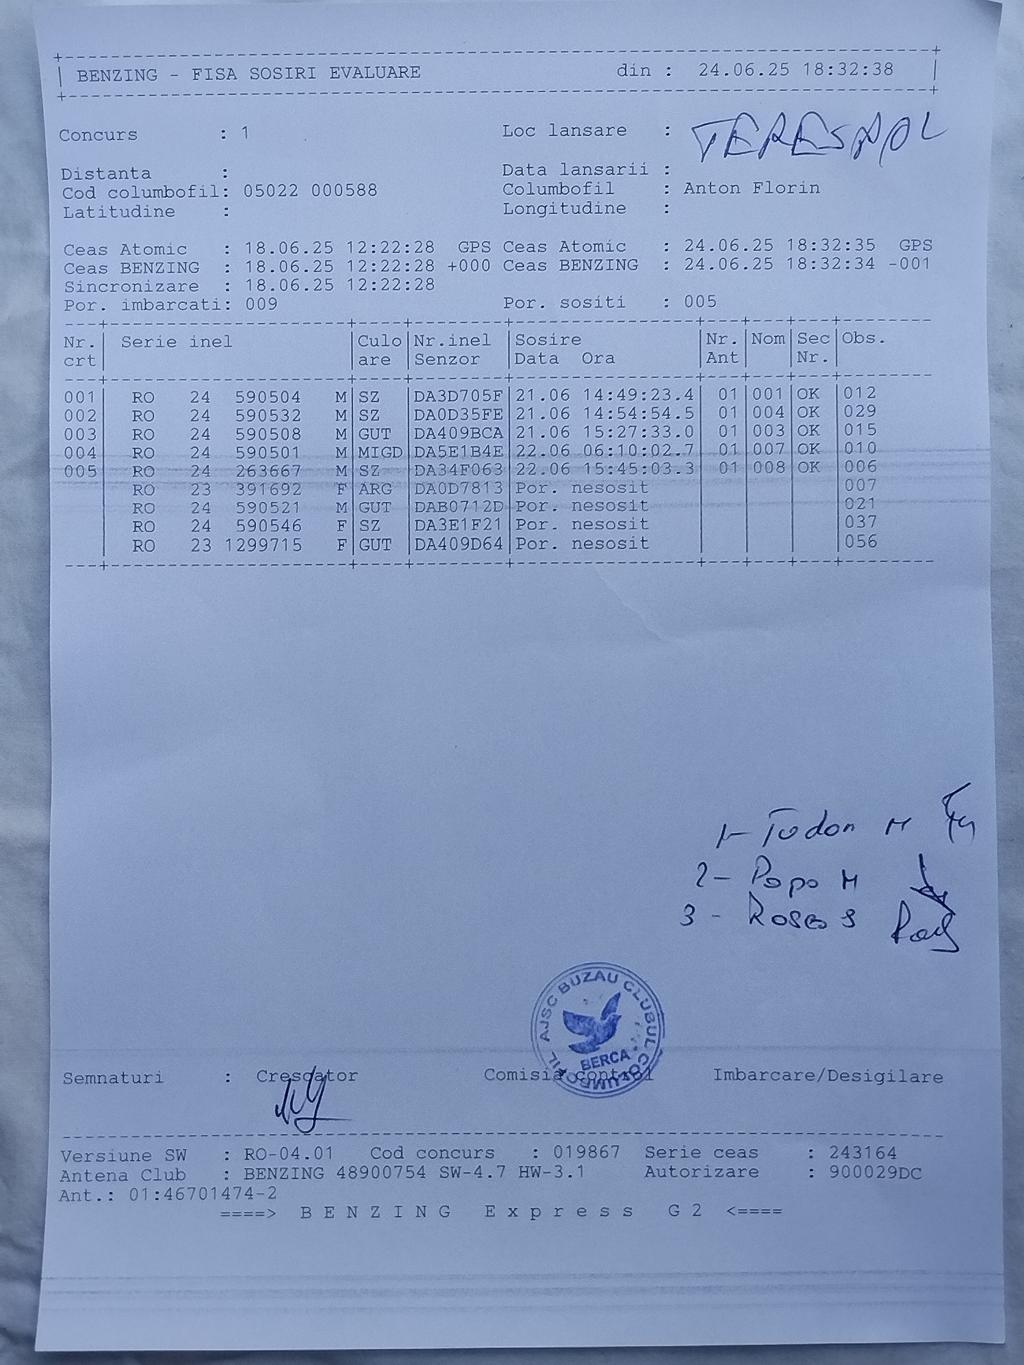 BENZING - FISA SOSIRI EVALUARE din : 24.06.25 18:32:38
Concurs : 1 Loc lansare : TERESPOL
Distanta : Data lansarii :
Cod columbofil: 05022 000588 Columbofil : Anton Florin
Latitudine : Longitudine :
Ceas Atomic : 18.06.25 12:22:28 GPS Ceas Atomic : 24.06.25 18:32:35 GPS
Ceas BENZING : 18.06.25 12:22:28 +000 Ceas BENZING : 24.06.25 18:32:34 -001
Sincronizare : 18.06.25 12:22:28
Por. imbarcati: 009 Por. sositi : 005
Nr. Serie inel Culo Nr.inel Sosire Nr. Nom Sec Obs.
crt are Senzor Data Ora Ant Nr.
001 RO 24 590504 M SZ DA3D705F 21.06 14:49:23.4 01 001 OK 012
002 RO 24 590532 M SZ DA0D35FE 21.06 14:54:54.5 01 004 OK 029
003 RO 24 590508 M GUT DA409BCA 21.06 15:27:33.0 01 003 OK 015
004 RO 24 590501 M MIGD DA5E1B4E 22.06 06:10:02.7 01 007 OK 010
005 RO 24 263667 M SZ DA34F063 22.06 15:45:03.3 01 008 OK 006
RO 23 391692 F ARG DA0D7813 Por. nesosit 007
RO 24 590521 M GUT DAB0712D Por. nesosit 021
RO 24 590546 F SZ DA3E1F21 Por. nesosit 037
RO 23 1299715 F GUT DA409D64 Por. nesosit 056
1- Tudor M
2- Popo M
3 -
AJSC BUZAU CLUBUL COLUMBOFIL
BERCA
Semnaturi : Crescator Comisia control Imbarcare/Desigilare
Versiune SW : RO-04.01 Cod concurs : 019867 Serie ceas : 243164
Antena Club : BENZING 48900754 SW-4.7 HW-3.1 Autorizare : 900029DC
Ant.: 01:46701474-2
====> B E N Z I N G E x p r e s s G 2 <====